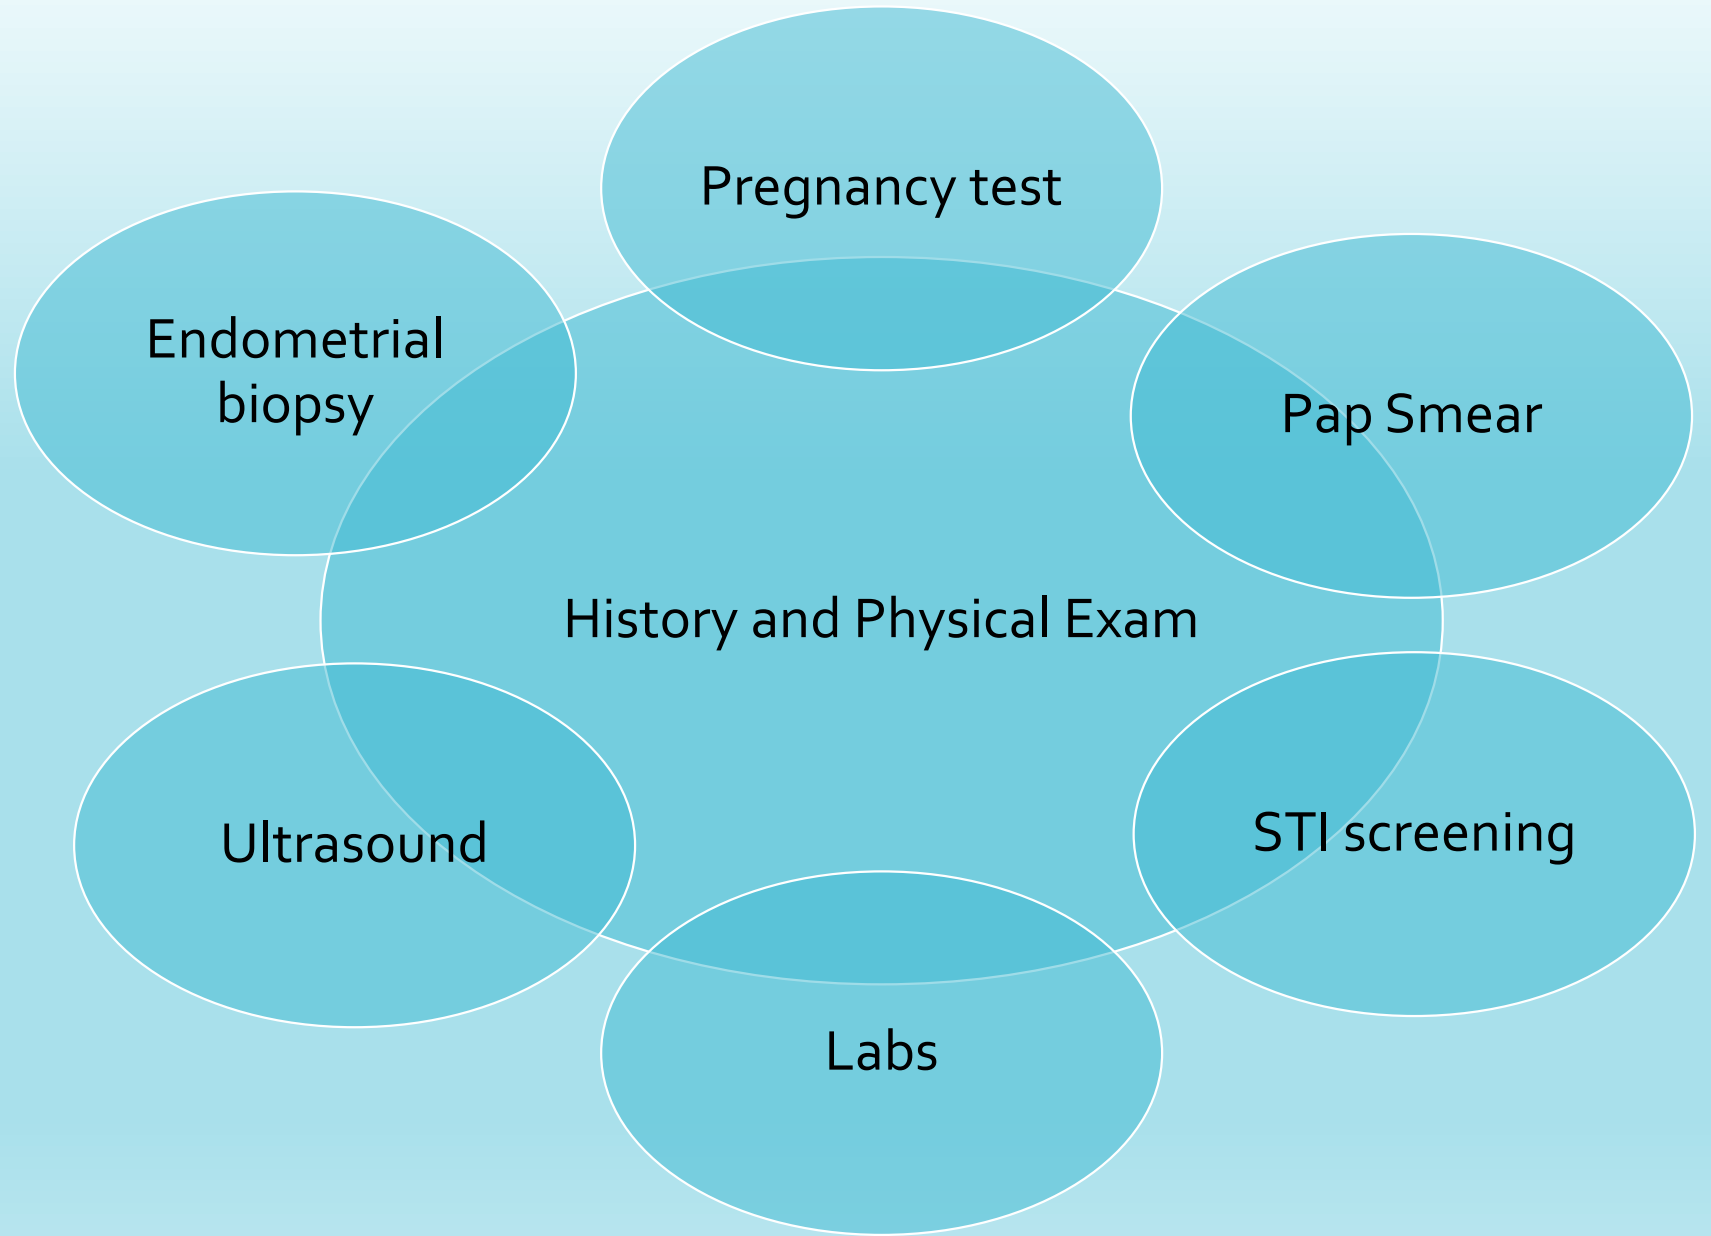 Pregnancy test
Endometrial
biopsy
Pap Smear
History and Physical Exam
Ultrasound
STI screening
Labs